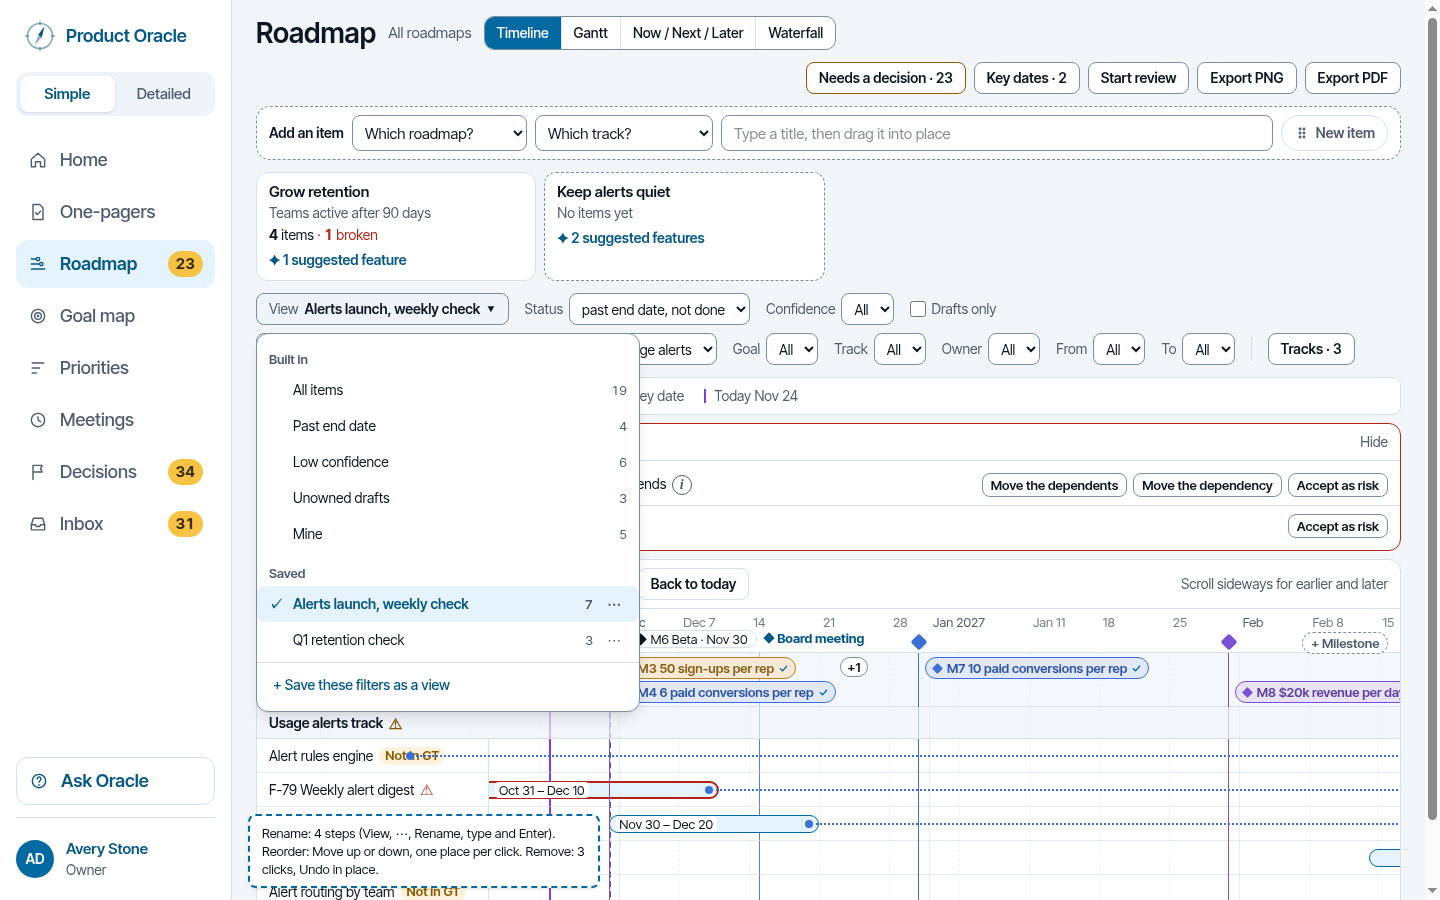 Product Oracle
Simple
Detailed
Home
One-pagers
Roadmap 23
Goal map
Priorities
Meetings
Decisions 34
Inbox 31
Ask Oracle
AD
Avery Stone
Owner
Roadmap
All roadmaps
Timeline
Gantt
Now / Next / Later
Waterfall
Needs a decision · 23
Key dates · 2
Start review
Export PNG
Export PDF
Add an item
Which roadmap?
Which track?
Type a title, then drag it into place
New item
Grow retention
Teams active after 90 days
4 items · 1 broken
1 suggested feature
Keep alerts quiet
No items yet
2 suggested features
View Alerts launch, weekly check
Status
past end date, not done
Confidence
All
Drafts only
ge alerts
Goal
All
Track
All
Owner
All
From
All
To
All
Tracks · 3
Built in
All items 19
Past end date 4
Low confidence 6
Unowned drafts 3
Mine 5
Saved
Alerts launch, weekly check 7 ···
Q1 retention check 3 ···
+ Save these filters as a view
ey date
Today Nov 24
Hide
ends
i
Move the dependents
Move the dependency
Accept as risk
Accept as risk
Back to today
Scroll sideways for earlier and later
c
Dec 7
14
21
28
Jan 2027
Jan 11
18
25
Feb
Feb 8
15
M6 Beta · Nov 30
Board meeting
+ Milestone
M3 50 sign-ups per rep
+1
M7 10 paid conversions per rep
M4 6 paid conversions per rep
M8 $20k revenue per da
Usage alerts track
Alert rules engine
Not in GT
F-79 Weekly alert digest
Oct 31 – Dec 10
Nov 30 – Dec 20
Rename: 4 steps (View, ···, Rename, type and Enter).
Reorder: Move up or down, one place per click. Remove: 3
clicks, Undo in place.
Alert routing by team
Not in GT